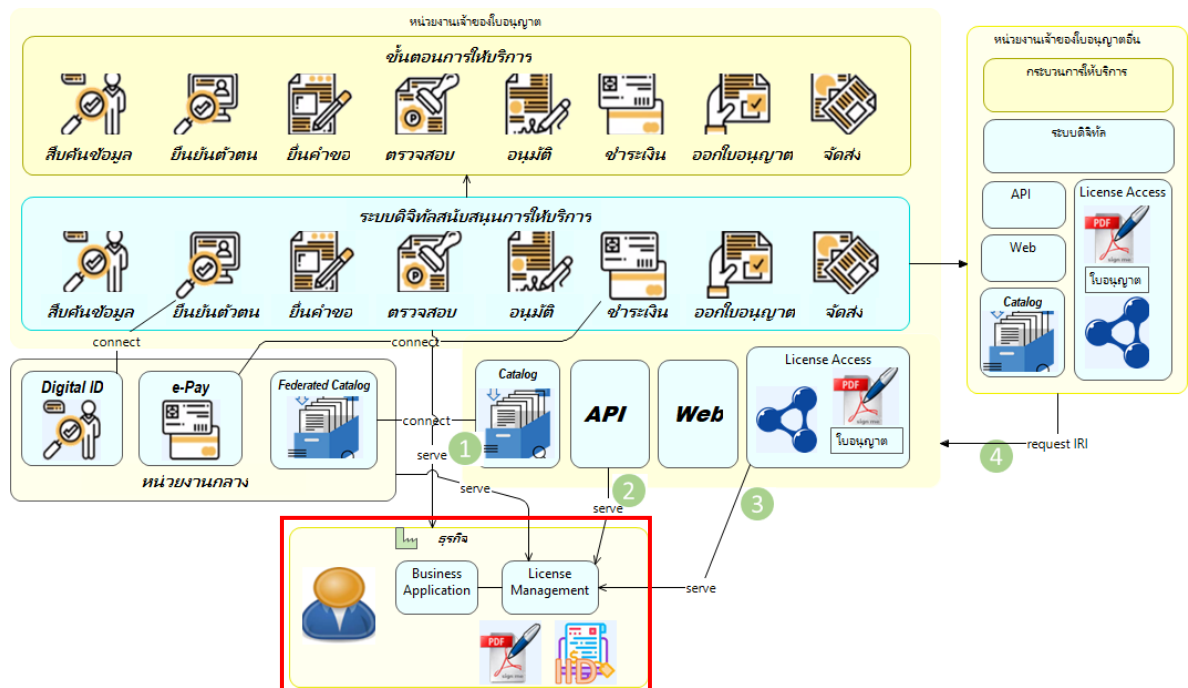 หน่วยงานเจ้าของใบอนุญาต
ขั้นตอนการให้บริการ
สืบค้นข้อมูล ยืนยันตัวตน ยื่นคำขอ ตรวจสอบ อนุมัติ ชำระเงิน ออกใบอนุญาต จัดส่ง
ระบบดิจิทัลสนับสนุนการให้บริการ
สืบค้นข้อมูล ยืนยันตัวตน ยื่นคำขอ ตรวจสอบ อนุมัติ ชำระเงิน ออกใบอนุญาต จัดส่ง
หน่วยงานเจ้าของใบอนุญาตอื่น
กระบวนการให้บริการ
ระบบดิจิทัล
API
Web
Catalog
License Access
PDF
ใบอนุญาต
connect
connect
Digital ID
e-Pay
Federated Catalog
หน่วยงานกลาง
connect
serve
1
Catalog
API
Web
License Access
PDF
ใบอนุญาต
serve
2
serve
3
serve
4
request IRI
ธุรกิจ
Business
Application
License
Management
PDF
HD